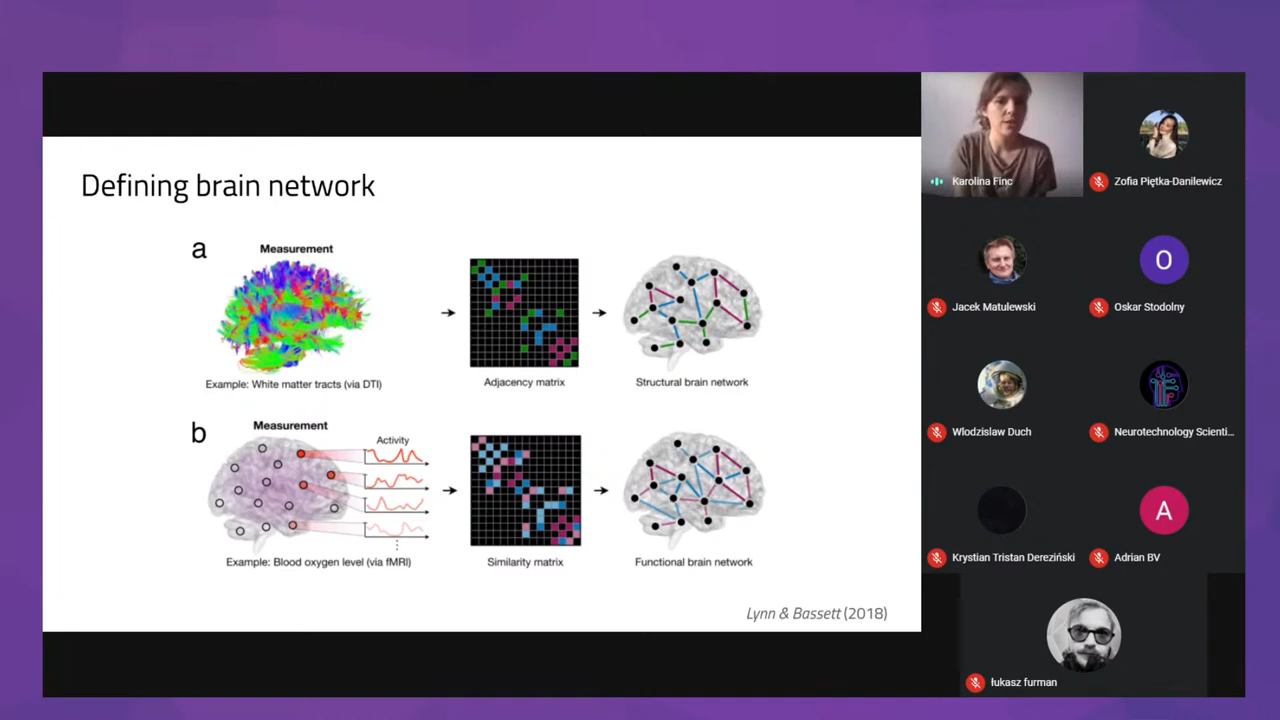 Defining brain network
a
Measurement
Example: White matter tracts (via DTI)
Adjacency matrix
Structural brain network
b
Measurement
Activity
Example: Blood oxygen level (via fMRI)
Similarity matrix
Functional brain network
Lynn & Bassett (2018)
Karolina Finc
Zofia Piętka-Danilewicz
Jacek Matulewski
O
Oskar Stodolny
Wlodzislaw Duch
Neurotechnology Scienti...
Krystian Tristan Dereziński
A
Adrian BV
łukasz furman